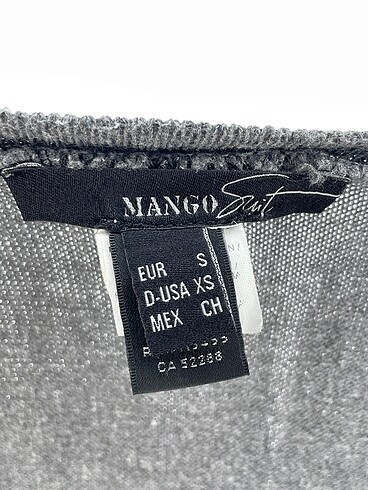 MANGO Suit
EUR S
D-USA XS
MEX CH
CA 52288